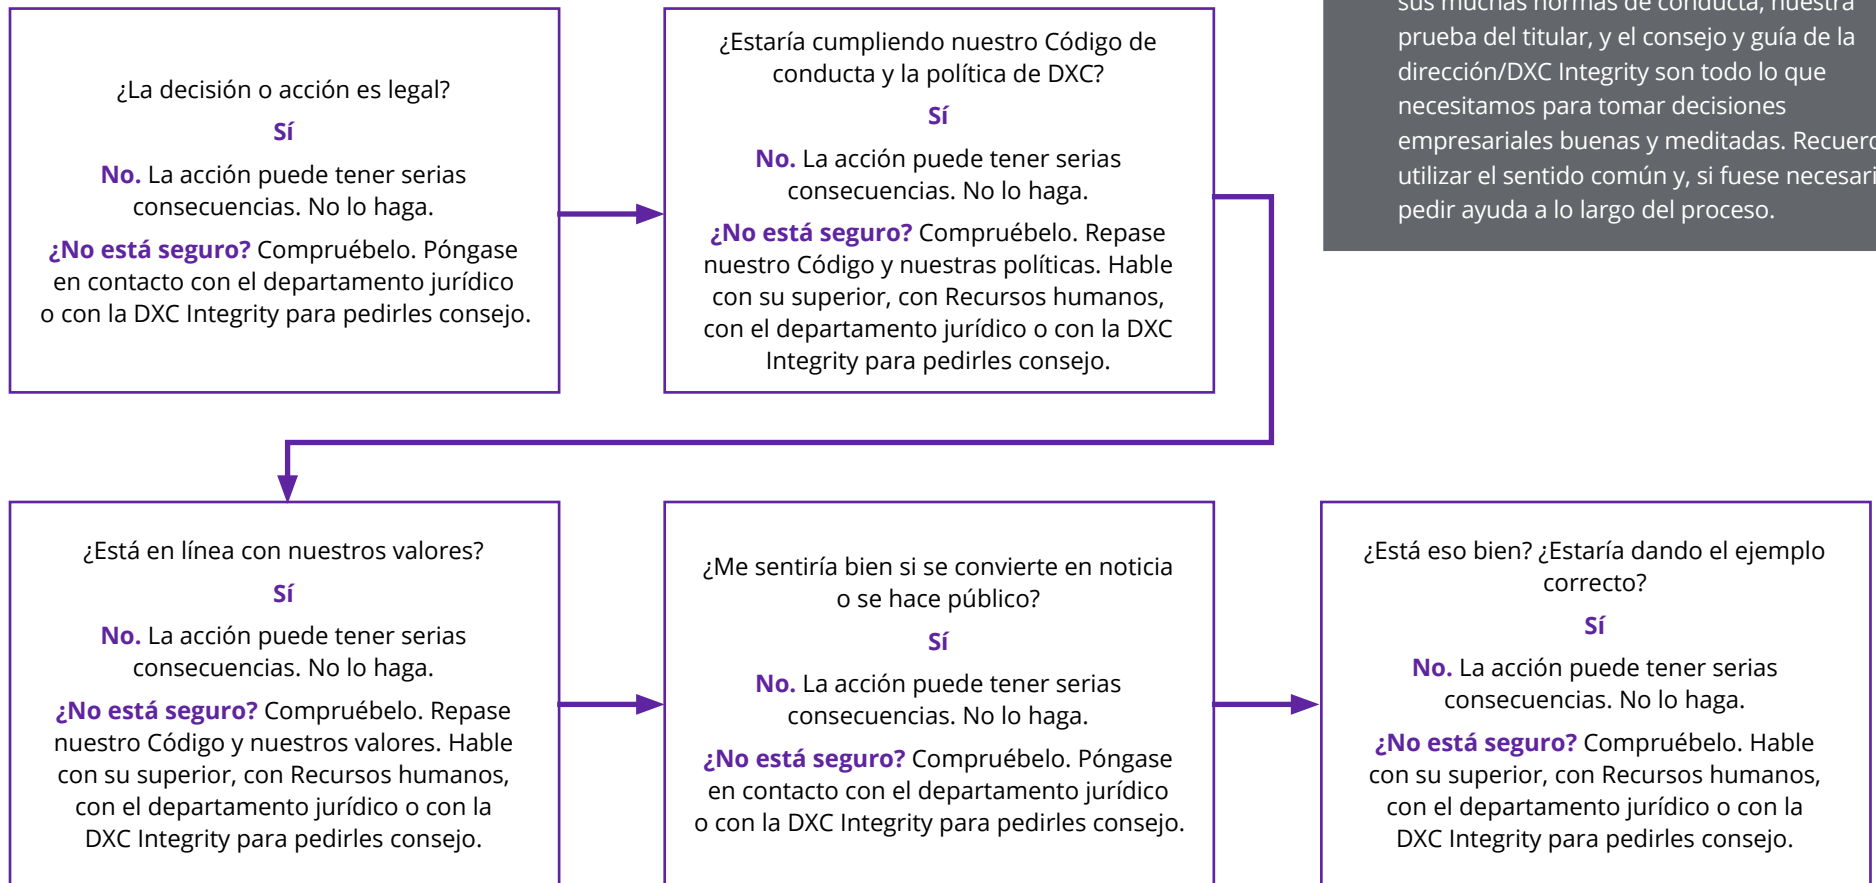 ¿La decisión o acción es legal?
Sí
No. La acción puede tener serias
consecuencias. No lo haga.
¿No está seguro? Compruébelo. Póngase
en contacto con el departamento jurídico
o con la DXC Integrity para pedirles consejo.
¿Estaría cumpliendo nuestro Código de
conducta y la política de DXC?
Sí
No. La acción puede tener serias
consecuencias. No lo haga.
¿No está seguro? Compruébelo. Repase
nuestro Código y nuestras políticas. Hable
con su superior, con Recursos humanos,
con el departamento jurídico o con la DXC
Integrity para pedirles consejo.
sus muchas normas de conducta, nuestra
prueba del titular, y el consejo y guía de la
dirección/DXC Integrity son todo lo que
necesitamos para tomar decisiones
empresariales buenas y meditadas.
utilizar el sentido común y, si fuese
pedir ayuda a lo largo del proceso.
¿Está en línea con nuestros valores?
Sí
No. La acción puede tener serias
consecuencias. No lo haga.
¿No está seguro? Compruébelo. Repase
nuestro Código y nuestros valores. Hable
con su superior, con Recursos humanos,
con el departamento jurídico o con la
DXC Integrity para pedirles consejo.
¿Me sentiría bien si se convierte en noticia
o se hace público?
Sí
No. La acción puede tener serias
consecuencias. No lo haga.
¿No está seguro? Compruébelo. Póngase
en contacto con el departamento jurídico
o con la DXC Integrity para pedirles consejo.
¿Está eso bien? ¿Estaría dando el ejemplo
correcto?
Sí
No. La acción puede tener serias
consecuencias. No lo haga.
¿No está seguro? Compruébelo. Hable
con su superior, con Recursos humanos,
con el departamento jurídico o con la
DXC Integrity para pedirles consejo.